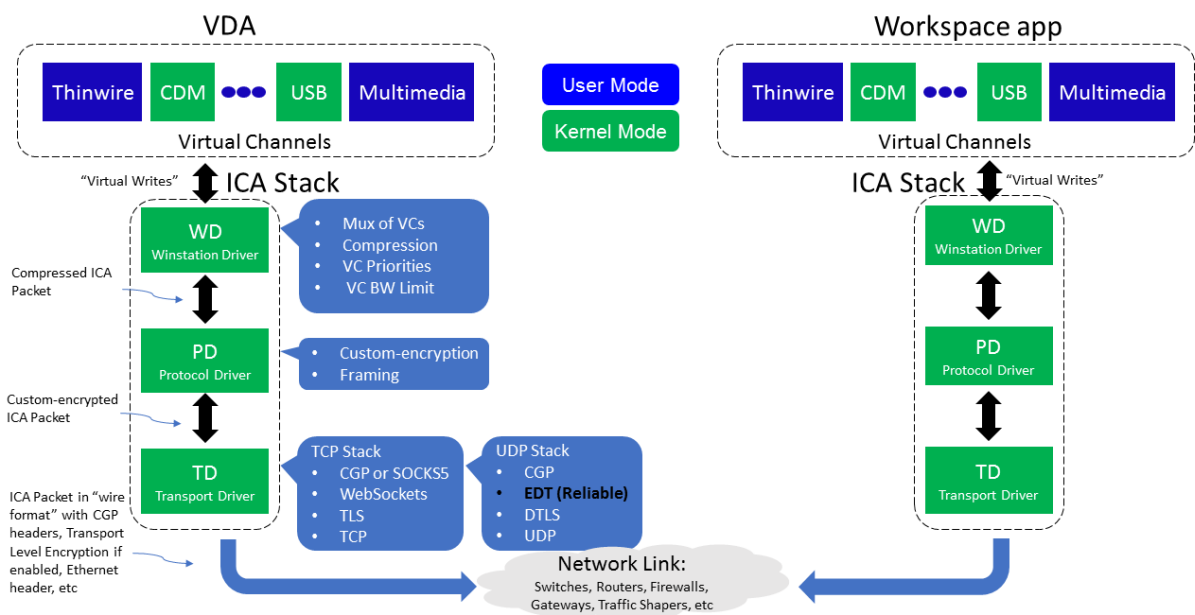 VDA
Thinwire
CDM
USB
Multimedia
Virtual Channels
User Mode
Kernel Mode
Workspace app
Thinwire
CDM
USB
Multimedia
Virtual Channels
“Virtual Writes”
ICA Stack
WD
Winstation Driver
• Mux of VCs
• Compression
• VC Priorities
• VC BW Limit
Compressed ICA
Packet
PD
Protocol Driver
• Custom-encryption
• Framing
Custom-encrypted
ICA Packet
TD
Transport Driver
TCP Stack
• CGP or SOCKS5
• WebSockets
• TLS
• TCP
UDP Stack
• CGP
• EDT (Reliable)
• DTLS
• UDP
ICA Packet in “wire
format” with CGP
headers, Transport
Level Encryption if
enabled, Ethernet
header, etc
ICA Stack
“Virtual Writes”
WD
Winstation Driver
PD
Protocol Driver
TD
Transport Driver
Network Link:
Switches, Routers, Firewalls,
Gateways, Traffic Shapers, etc